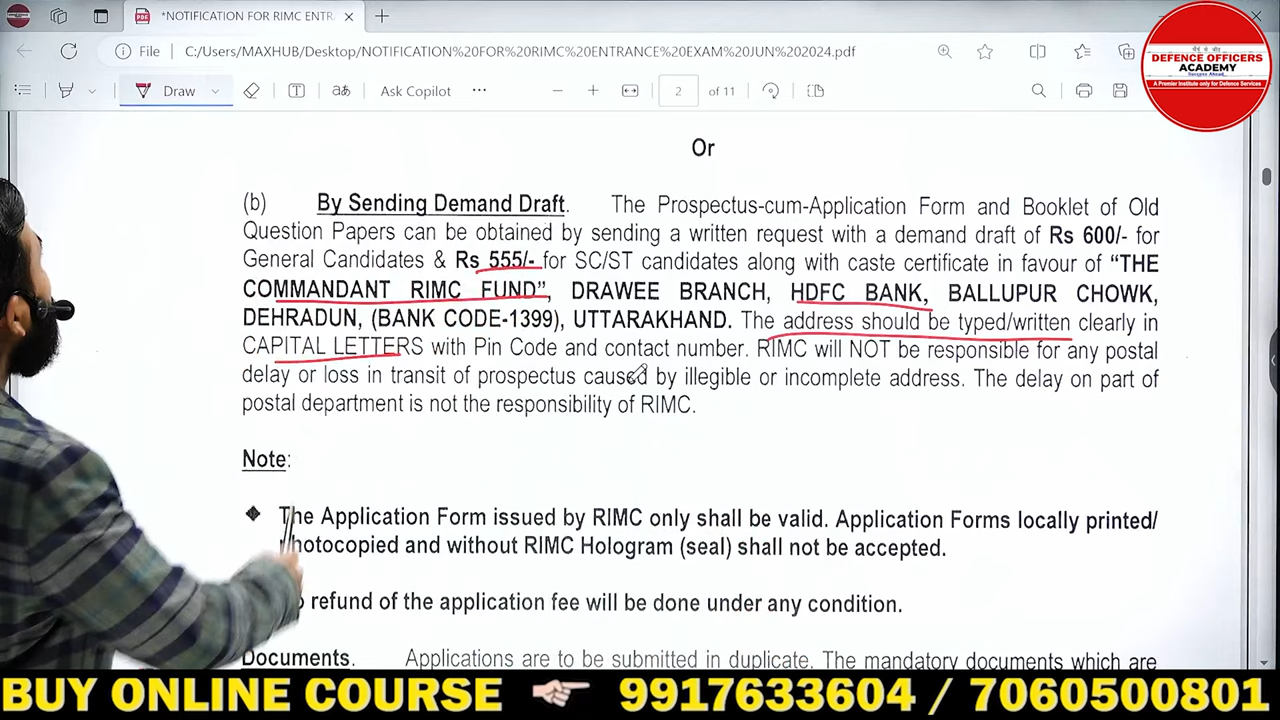 *NOTIFICATION FOR RIMC ENTR
File C:/Users/MAXHUB/Desktop/NOTIFICATION%20FOR%20RIMC%20ENTRANCE%20EXAM%20JUN%202024.pdf
Draw
Ask Copilot
2 of 11
DEFENCE OFFICERS
ACADEMY
Success Ahead
A Premier Institute only for Defence Services
Or
(b) By Sending Demand Draft. The Prospectus-cum-Application Form and Booklet of Old
Question Papers can be obtained by sending a written request with a demand draft of Rs 600/- for
General Candidates & Rs 555/- for SC/ST candidates along with caste certificate in favour of “THE
COMMANDANT RIMC FUND”, DRAWEE BRANCH, HDFC BANK, BALLUPUR CHOWK,
DEHRADUN, (BANK CODE-1399), UTTARAKHAND. The address should be typed/written clearly in
CAPITAL LETTERS with Pin Code and contact number. RIMC will NOT be responsible for any postal
delay or loss in transit of prospectus caused by illegible or incomplete address. The delay on part of
postal department is not the responsibility of RIMC.
Note:
The Application Form issued by RIMC only shall be valid. Application Forms locally printed/
photocopied and without RIMC Hologram (seal) shall not be accepted.
refund of the application fee will be done under any condition.
Documents. Applications are to be submitted in duplicate. The mandatory documents which are
BUY ONLINE COURSE 9917633604 / 7060500801